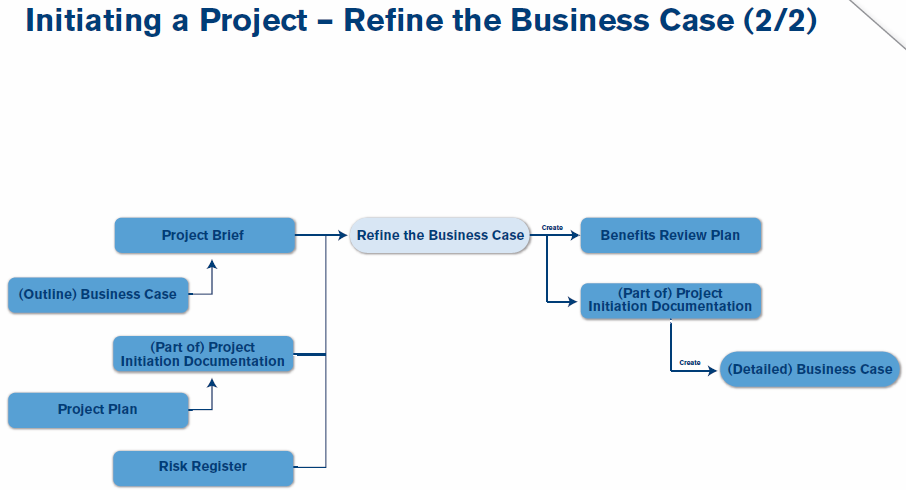 Initiating a Project – Refine the Business Case (2/2)
Project Brief
Refine the Business Case
Create
Benefits Review Plan
(Outline) Business Case
(Part of) Project
Initiation Documentation
(Part of) Project
Initiation Documentation
Create
(Detailed) Business Case
Project Plan
Risk Register